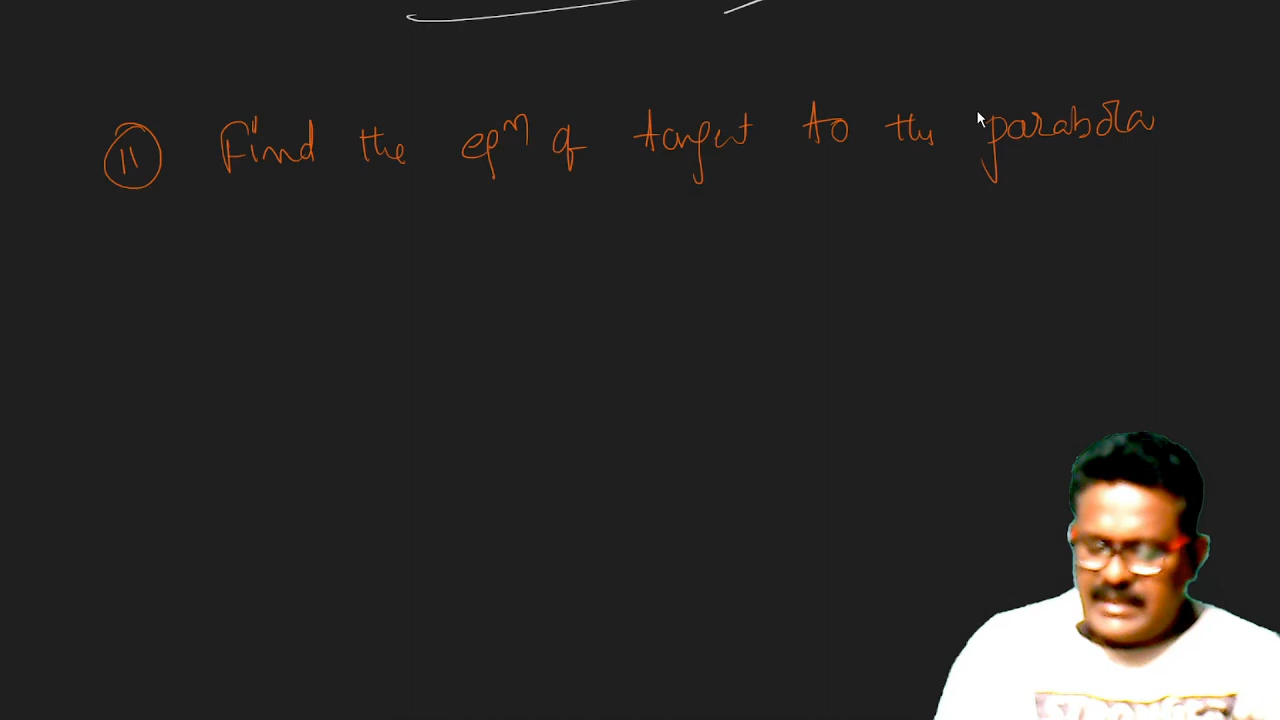 11 Find the eqn of tangent to the parabola